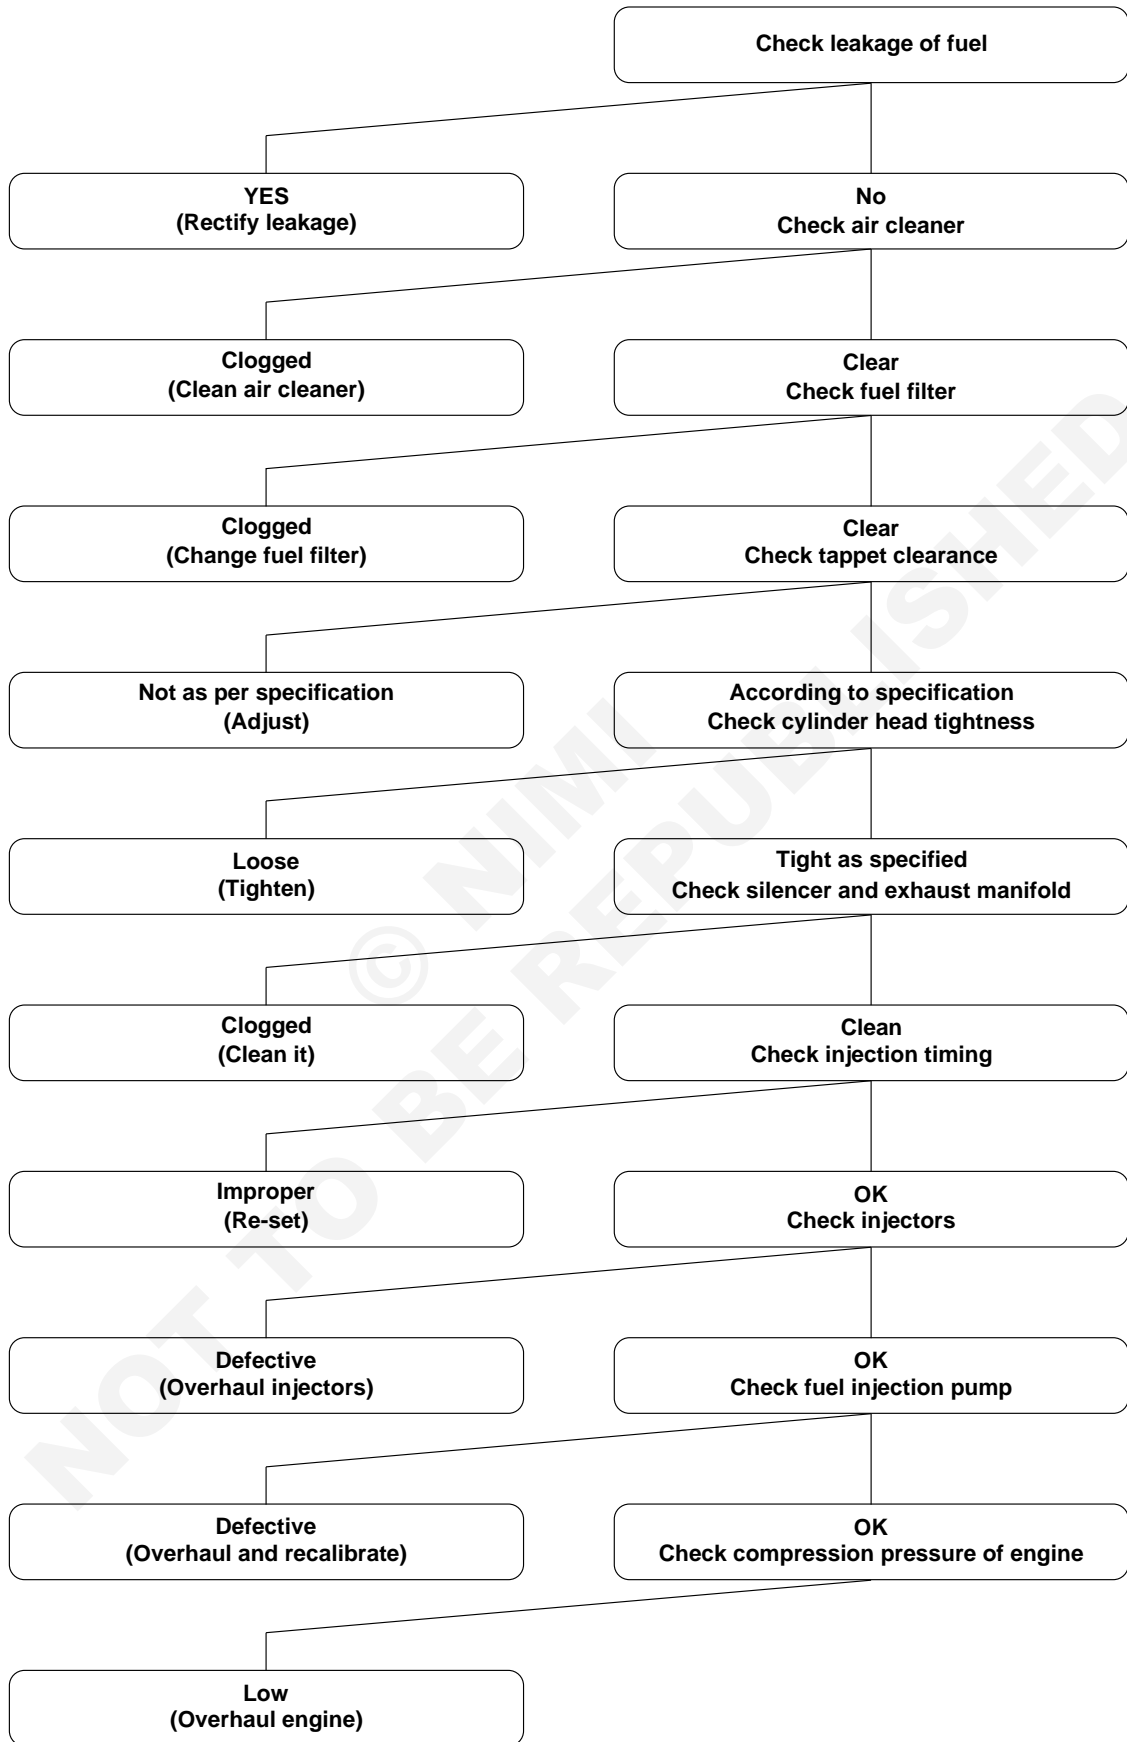 Check leakage of fuel
YES
(Rectify leakage)
No
Check air cleaner
Clogged
(Clean air cleaner)
Clear
Check fuel filter
Clogged
(Change fuel filter)
Clear
Check tappet clearance
Not as per specification
(Adjust)
According to specification
Check cylinder head tightness
Loose
(Tighten)
Tight as specified
Check silencer and exhaust manifold
Clogged
(Clean it)
Clean
Check injection timing
Improper
(Re-set)
OK
Check injectors
Defective
(Overhaul injectors)
OK
Check fuel injection pump
Defective
(Overhaul and recalibrate)
OK
Check compression pressure of engine
Low
(Overhaul engine)
© NIMI
NOT TO BE REPUBLISHED